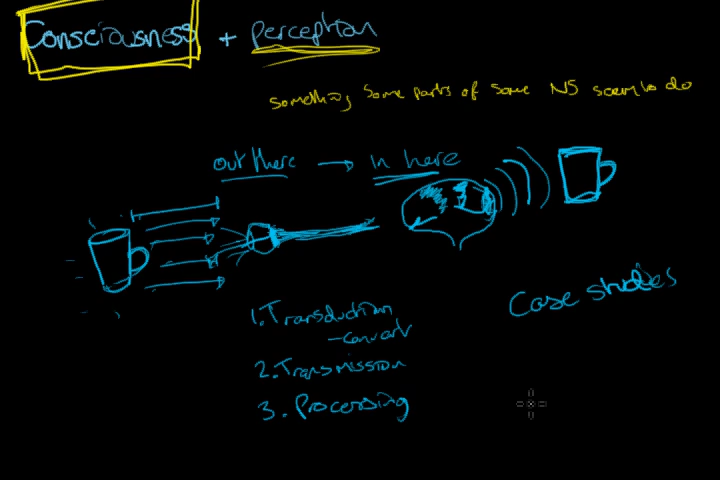 Consciousness + Perception
something some parts of some NS seem to do
out there → in here
1. Transduction
- convert
2. Transmission
3. Processing
Case studies